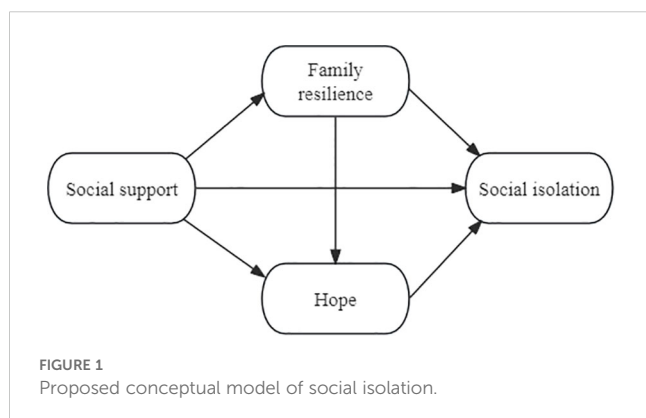 Family
resilience
Social support
Social isolation
Hope
FIGURE 1
Proposed conceptual model of social isolation.